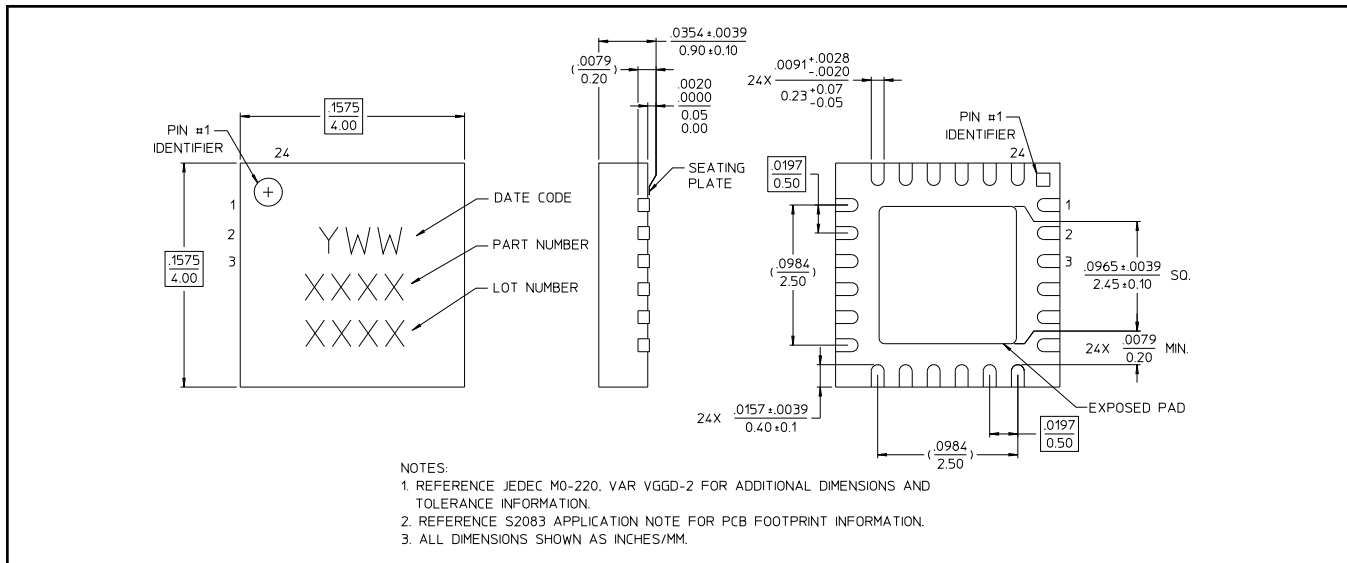 .1575
4.00
PIN #1
IDENTIFIER
24
1
2
3
.1575
4.00
YWW
XXXX
XXXX
DATE CODE
PART NUMBER
LOT NUMBER
.0354 ±.0039
0.90 ±0.10
(.0079)
0.20
.0020
.0000
0.05
0.00
SEATING
PLATE
24X .0091 +.0028
-.0020
0.23 +0.07
-0.05
PIN #1
IDENTIFIER
24
.0197
0.50
1
2
3
(.0984)
2.50
.0965 ±.0039 SQ.
2.45 ±0.10
24X .0079 MIN.
0.20
24X .0157 ±.0039
0.40 ±0.1
EXPOSED PAD
.0197
0.50
(.0984)
2.50
NOTES:
1. REFERENCE JEDEC MO-220, VAR VGGD-2 FOR ADDITIONAL DIMENSIONS AND
TOLERANCE INFORMATION.
2. REFERENCE S2083 APPLICATION NOTE FOR PCB FOOTPRINT INFORMATION.
3. ALL DIMENSIONS SHOWN AS INCHES/MM.